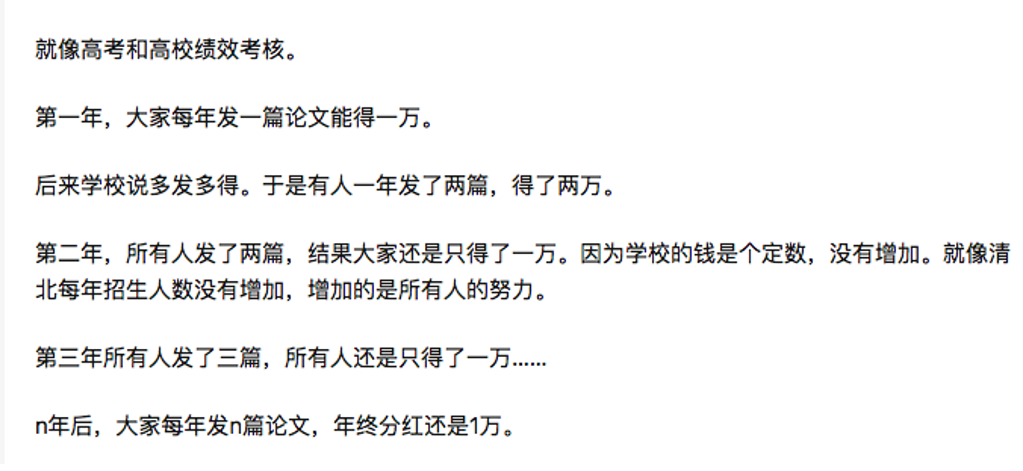 就像高考和高校绩效考核。
第一年，大家每年发一篇论文能得一万。
后来学校说多发多得。于是有人一年发了两篇，得了两万。
第二年，所有人发了两篇，结果大家还是只得了一万。因为学校的钱是个定数，没有增加。就像清
北每年招生人数没有增加，增加的是所有人的努力。
第三年所有人发了三篇，所有人还是只得了一万……
n年后，大家每年发n篇论文，年终分红还是1万。